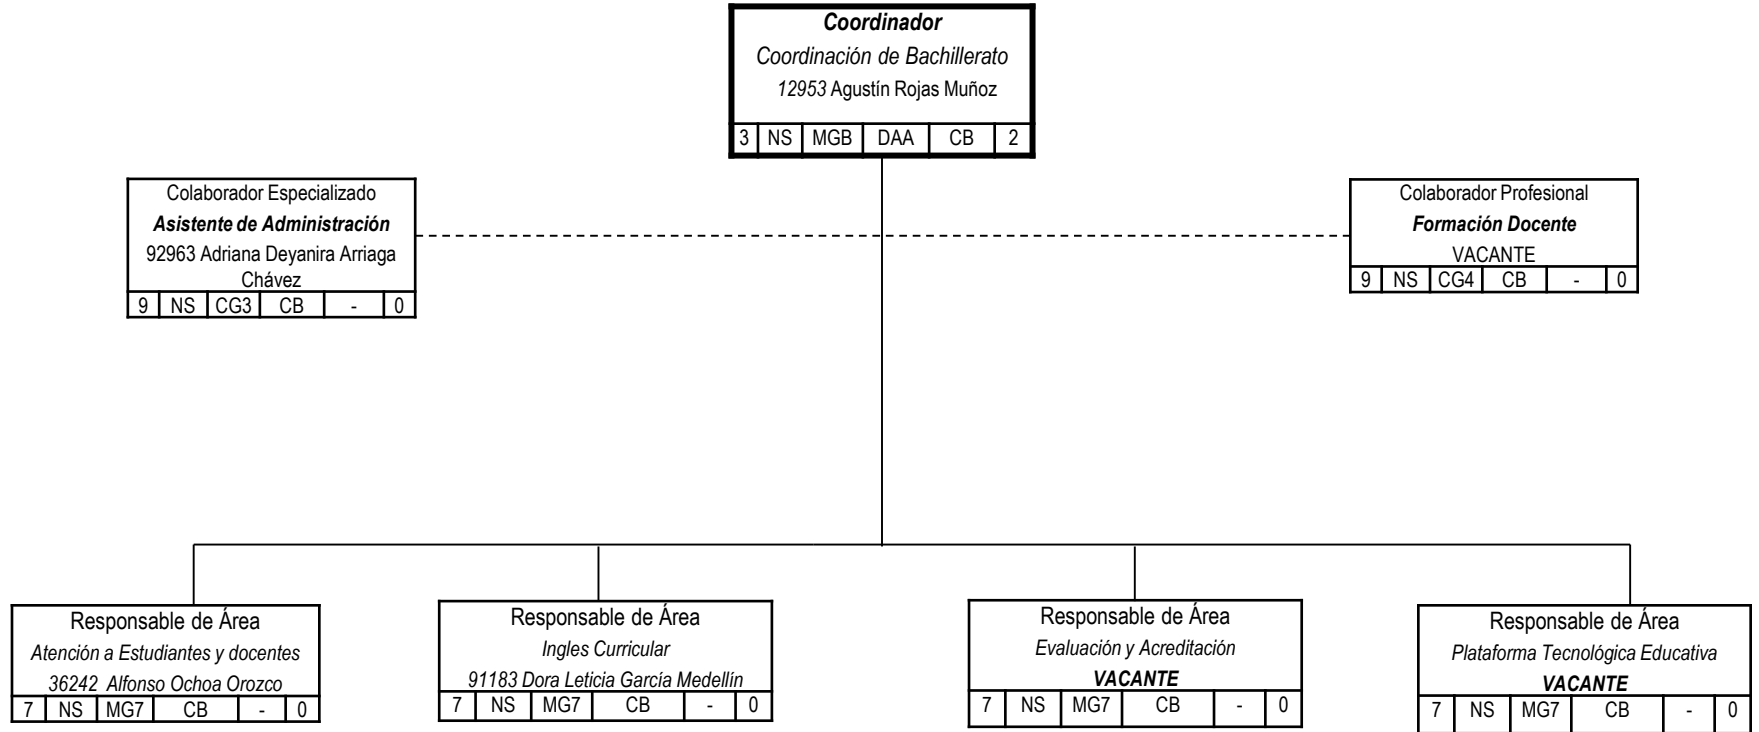 Coordinador
Coordinación de Bachillerato
12953 Agustín Rojas Muñoz
3 NS MGB DAA CB 2
Colaborador Especializado
Asistente de Administración
92963 Adriana Deyanira Arriaga
Chávez
9 NS CG3 CB - 0
Colaborador Profesional
Formación Docente
VACANTE
9 NS CG4 CB - 0
Responsable de Área
Atención a Estudiantes y docentes
36242 Alfonso Ochoa Orozco
7 NS MG7 CB - 0
Responsable de Área
Ingles Curricular
91183 Dora Leticia García Medellín
7 NS MG7 CB - 0
Responsable de Área
Evaluación y Acreditación
VACANTE
7 NS MG7 CB - 0
Responsable de Área
Plataforma Tecnológica Educativa
VACANTE
7 NS MG7 CB - 0